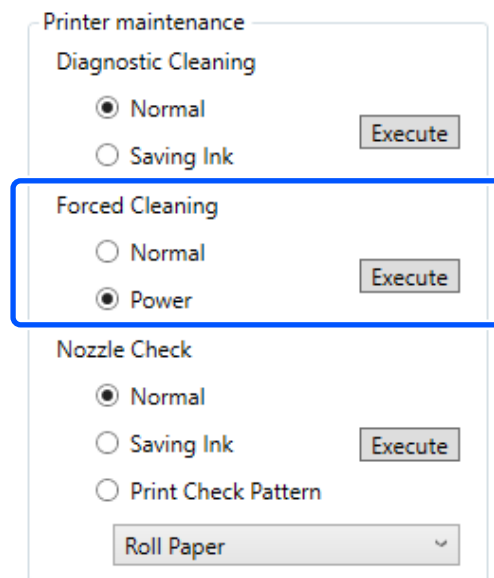 Printer maintenance
Diagnostic Cleaning
Normal
Execute
Saving Ink
Forced Cleaning
Normal
Execute
Power
Nozzle Check
Normal
Saving Ink
Execute
Print Check Pattern
Roll Paper